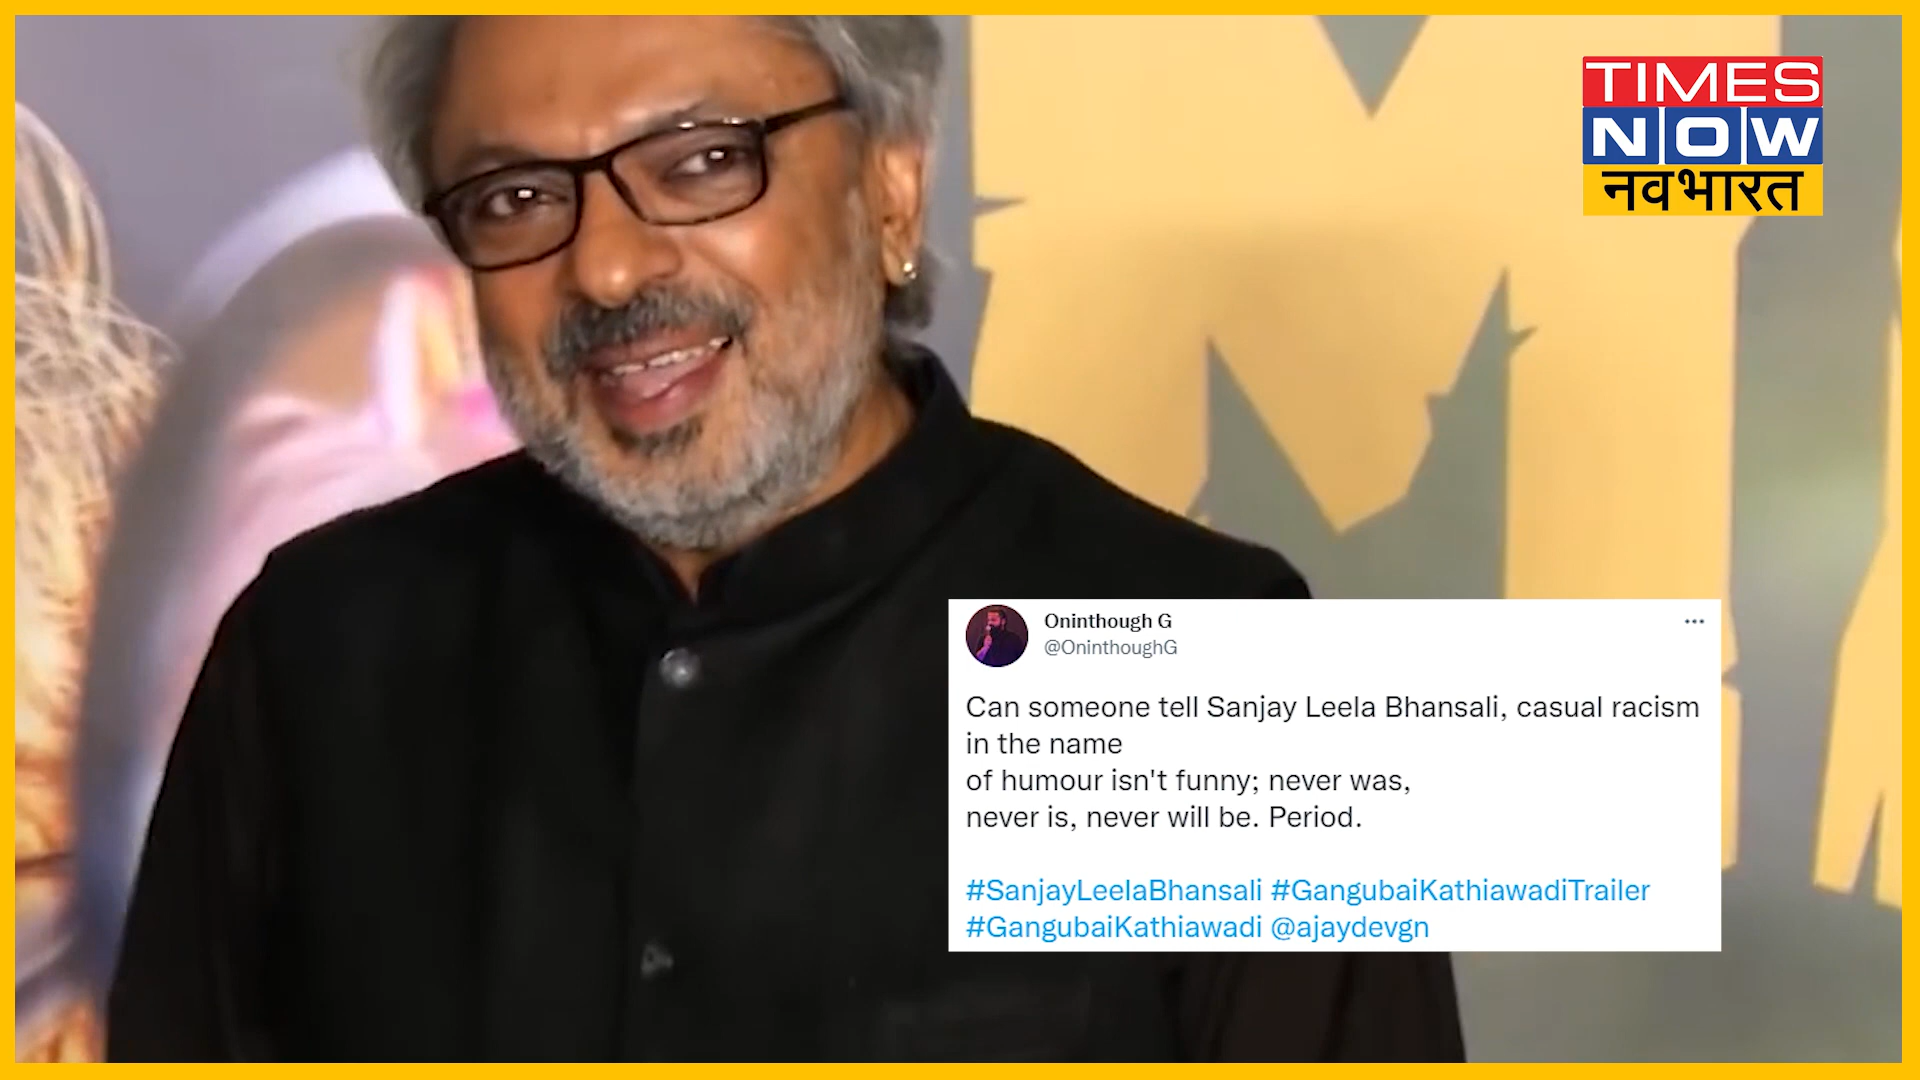 TIMES
NOW
नवभारत
Oninthough G
@OninthoughG
Can someone tell Sanjay Leela Bhansali, casual racism
in the name
of humour isn't funny; never was,
never is, never will be. Period.
#SanjayLeelaBhansali #GangubaiKathiawadiTrailer
#GangubaiKathiawadi @ajaydevgn